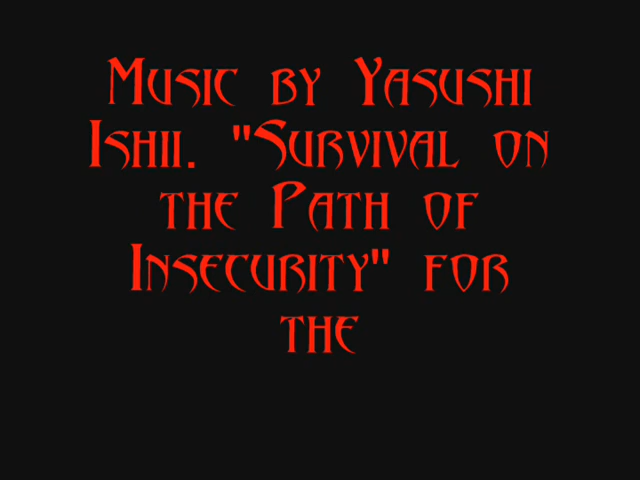 Music by Yasushi
Ishii. "Survival on
the Path of
Insecurity" for
the